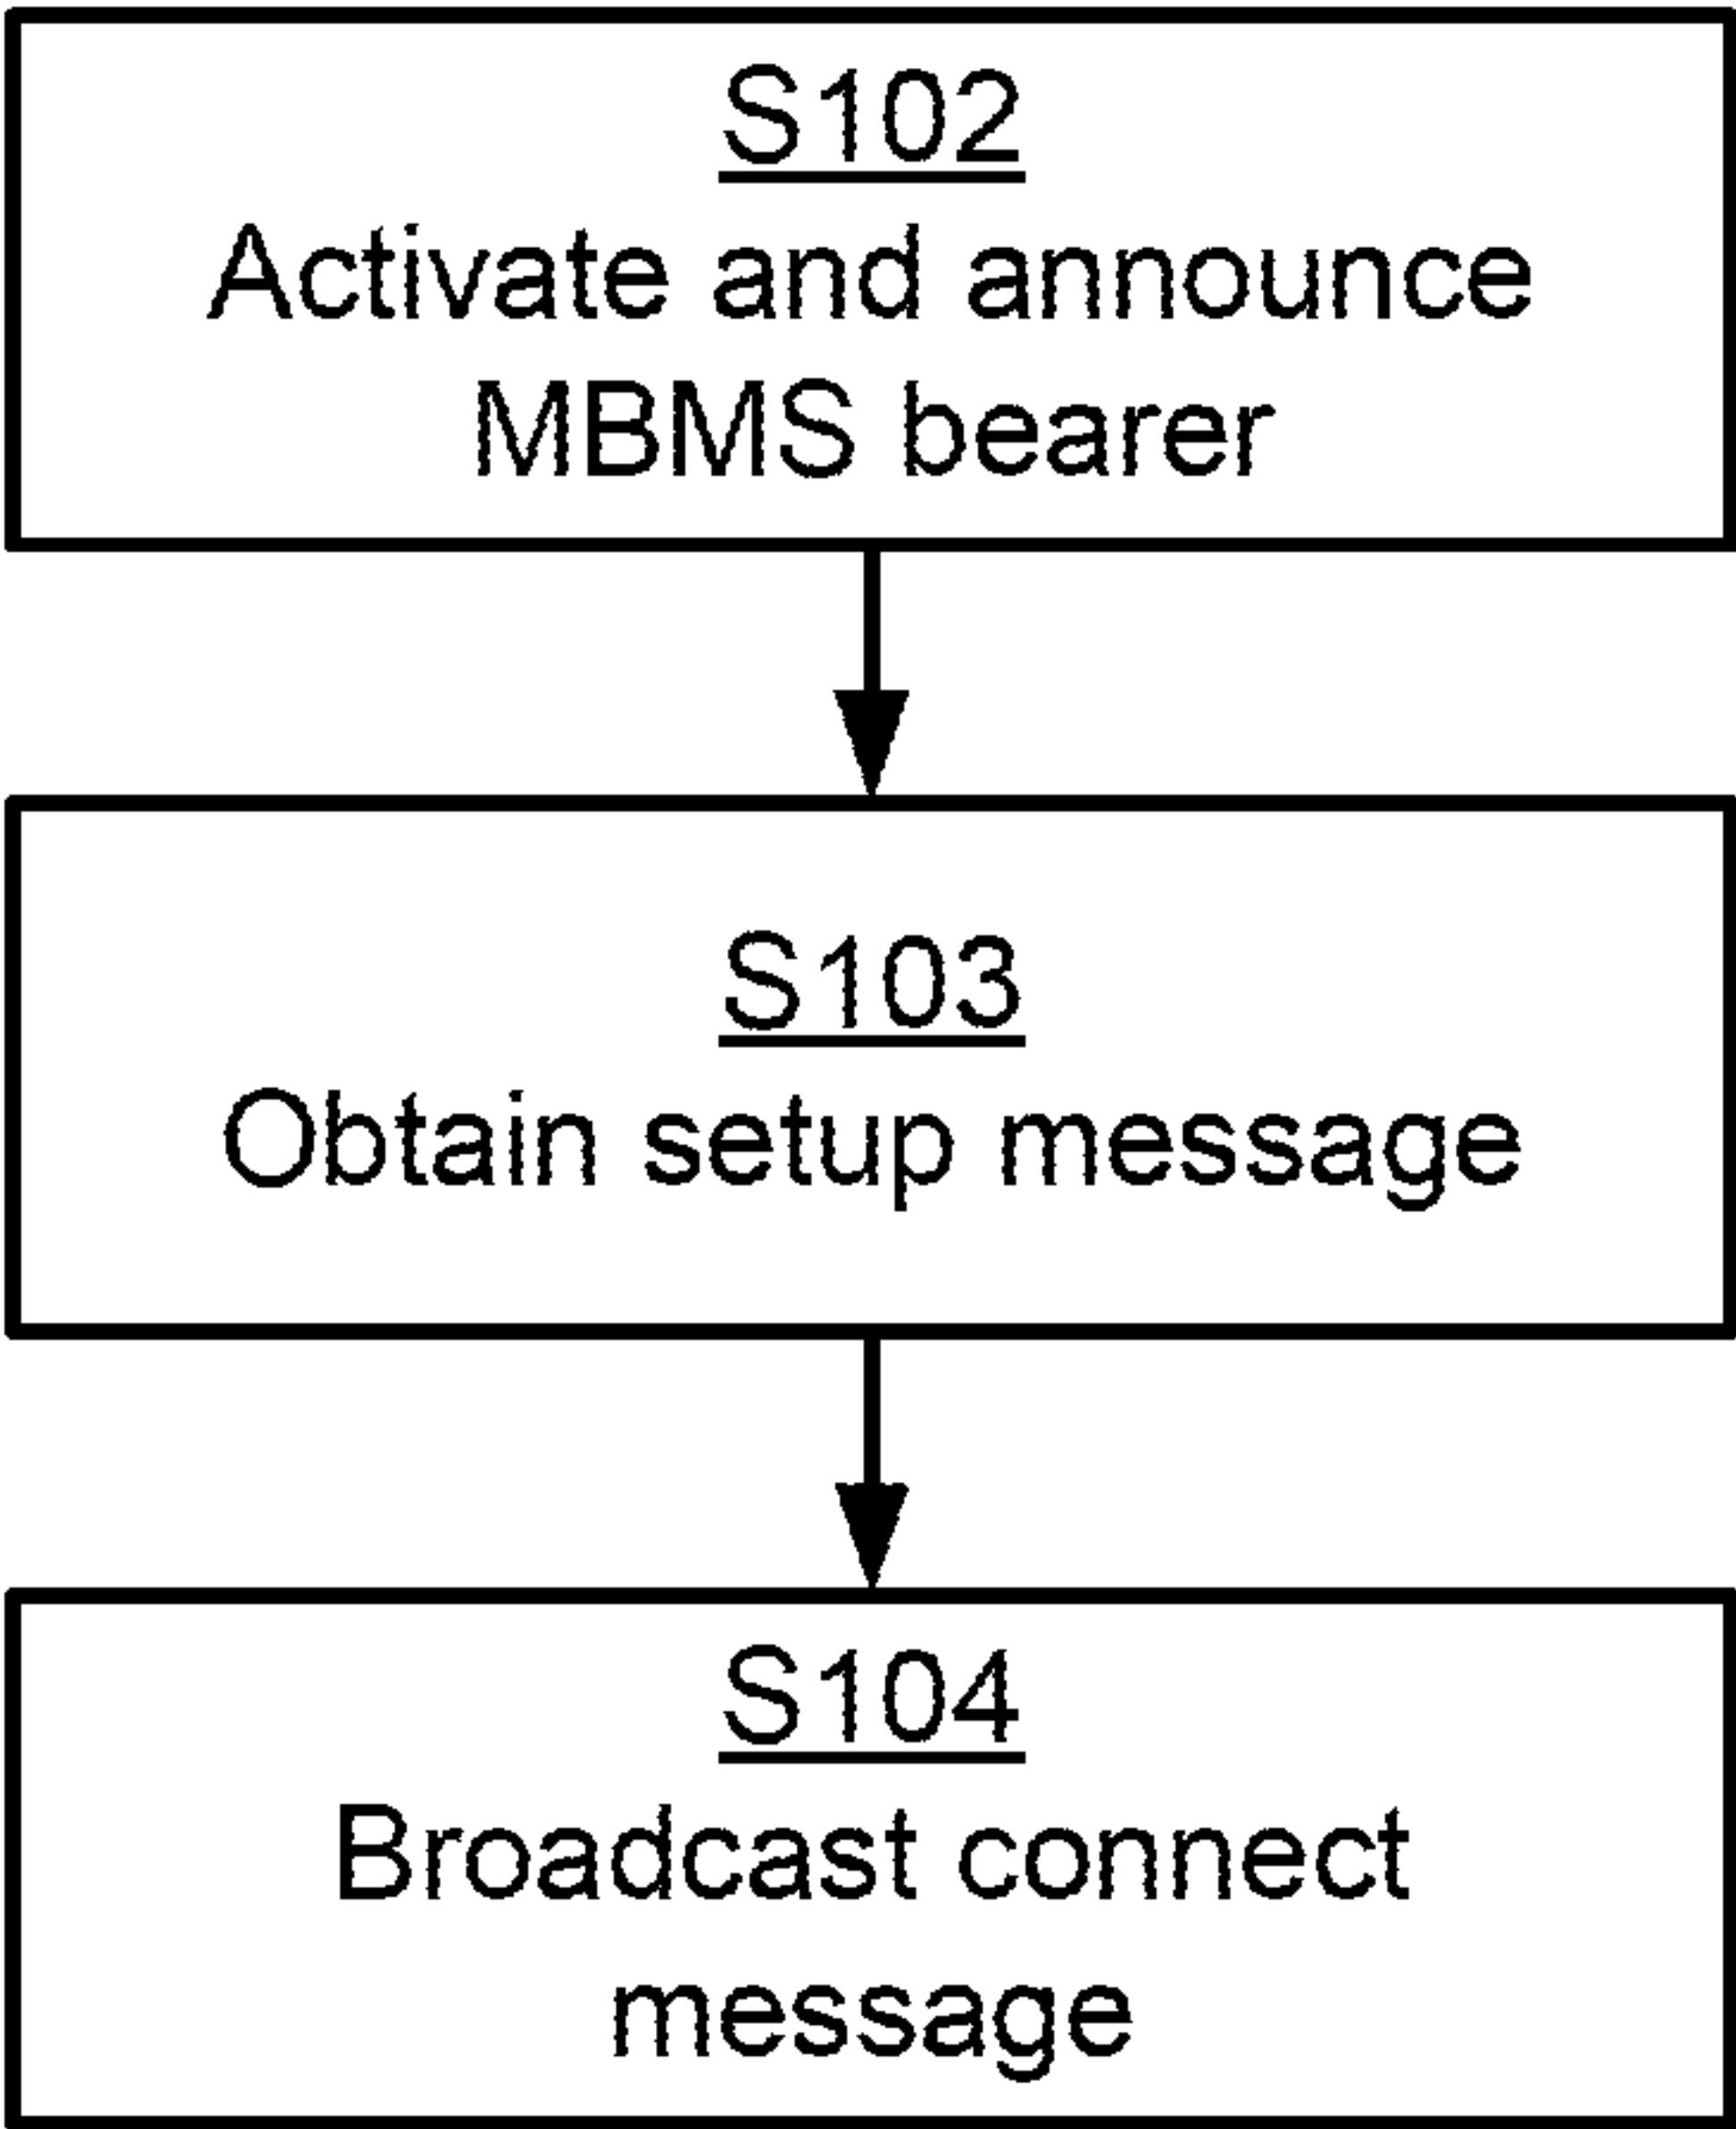 S102
Activate and announce
MBMS bearer
S103
Obtain setup message
S104
Broadcast connect
message